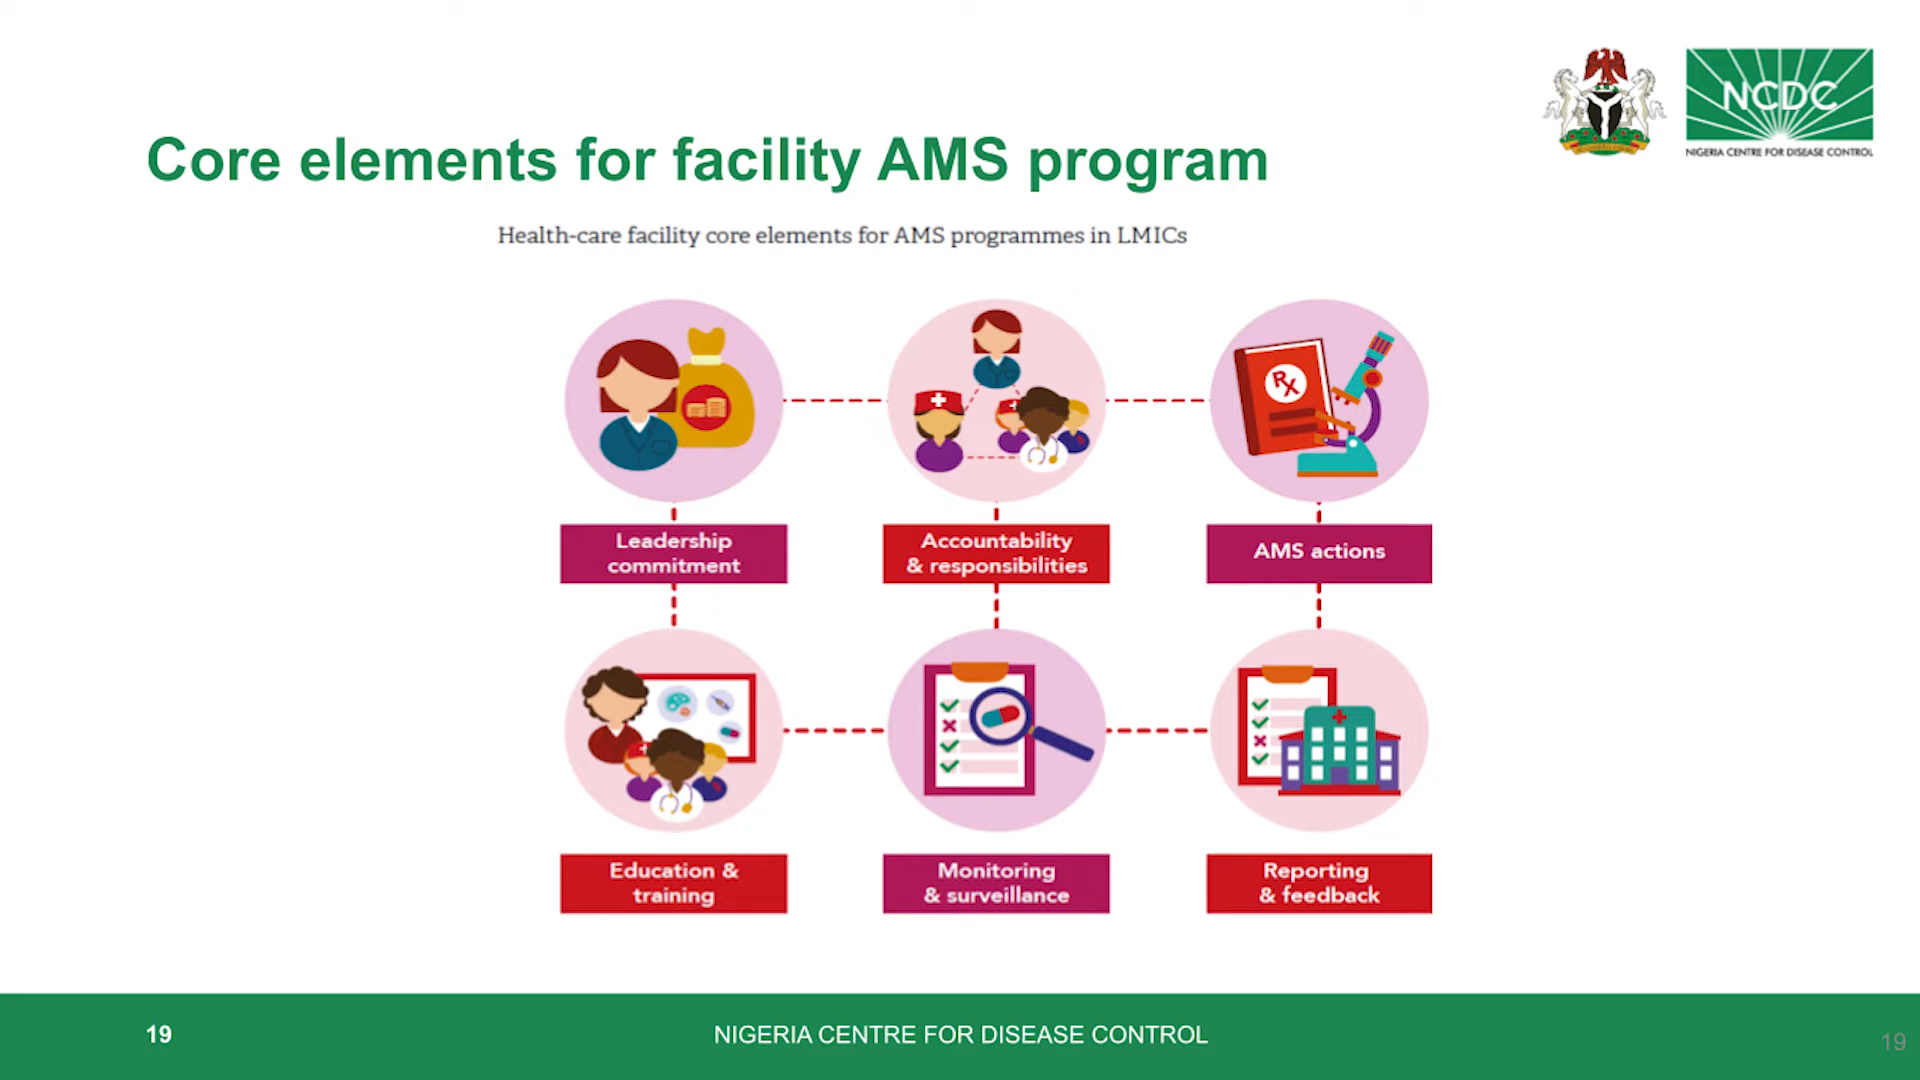 NCDC
NIGERIA CENTRE FOR DISEASE CONTROL
Core elements for facility AMS program
Health-care facility core elements for AMS programmes in LMICs
Rx
Leadership
commitment
Accountability
& responsibilities
AMS actions
Education &
training
Monitoring
& surveillance
Reporting
& feedback
19
NIGERIA CENTRE FOR DISEASE CONTROL
19